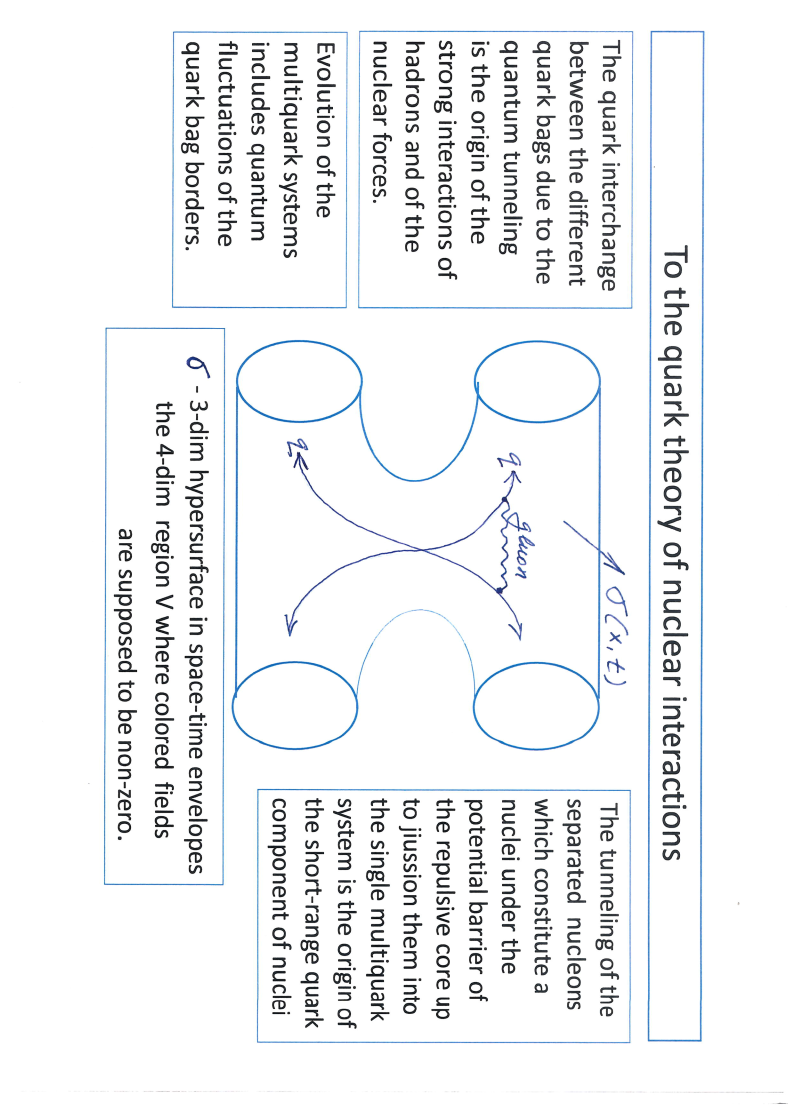 To the quark theory of nuclear interactions
The quark interchange
between the different
quark bags due to the
quantum tunneling
is the origin of the
strong interactions of
hadrons and of the
nuclear forces.
Evolution of the
multiquark systems
includes quantum
fluctuations of the
quark bag borders.
σ(x,t)
q
gluon
q
The tunneling of the
separated nucleons
which constitute a
nuclei under the
potential barrier of
the repulsive core up
to jiussion them into
the single multiquark
system is the origin of
the short-range quark
component of nuclei
σ - 3-dim hypersurface in space-time envelopes
the 4-dim region V where colored fields
are supposed to be non-zero.